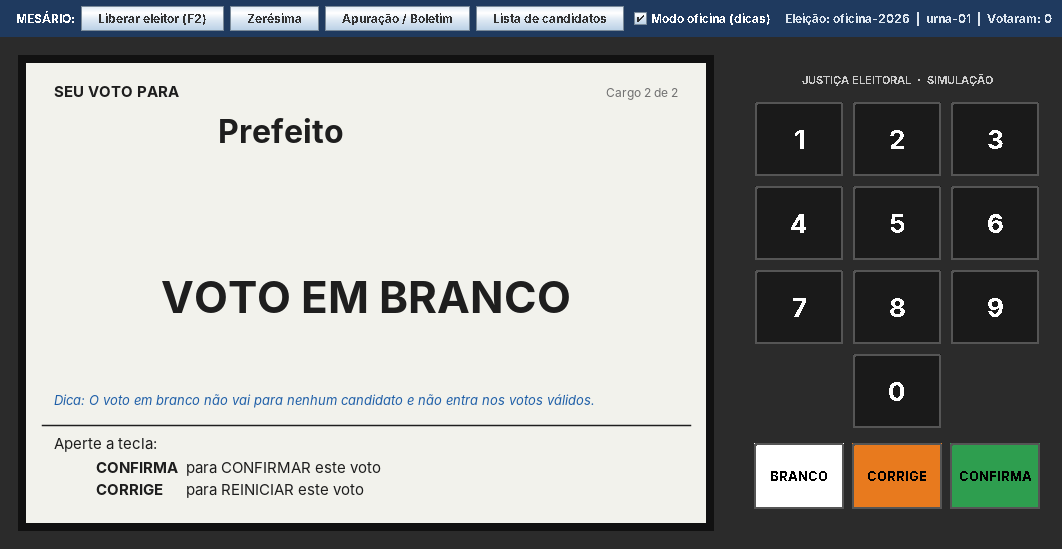 MESÁRIO: Liberar eleitor (F2) Zerésima Apuração / Boletim Lista de candidatos Modo oficina (dicas) Eleição: oficina-2026 | urna-01 | Votaram: 0
SEU VOTO PARA
Cargo 2 de 2
Prefeito
VOTO EM BRANCO
Dica: O voto em branco não vai para nenhum candidato e não entra nos votos válidos.
Aperte a tecla:
CONFIRMA para CONFIRMAR este voto
CORRIGE para REINICIAR este voto
JUSTIÇA ELEITORAL · SIMULAÇÃO
1 2 3
4 5 6
7 8 9
0
BRANCO CORRIGE CONFIRMA